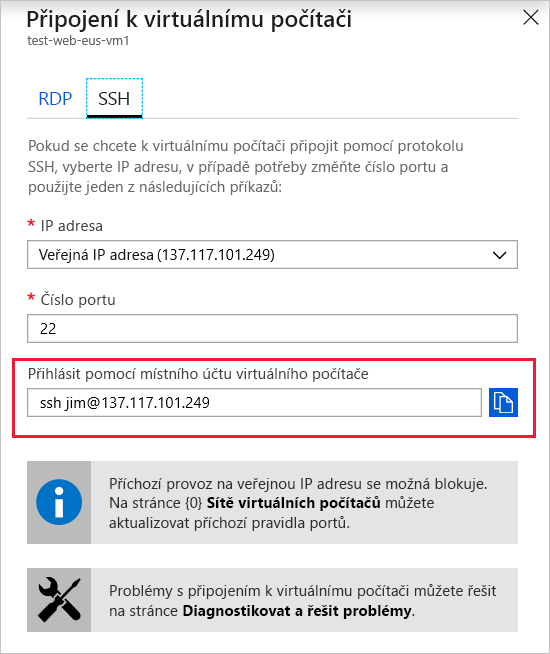 Připojení k virtuálnímu počítači
test-web-eus-vm1
RDP SSH
Pokud se chcete k virtuálnímu počítači připojit pomocí protokolu
SSH, vyberte IP adresu, v případě potřeby změňte číslo portu a
použijte jeden z následujících příkazů:
* IP adresa
Veřejná IP adresa (137.117.101.249)
* Číslo portu
22
Přihlásit pomocí místního účtu virtuálního počítače
ssh jim@137.117.101.249
Příchozí provoz na veřejnou IP adresu se možná blokuje.
Na stránce {0} Sítě virtuálních počítačů můžete
aktualizovat příchozí pravidla portů.
Problémy s připojením k virtuálnímu počítači můžete řešit
na stránce Diagnostikovat a řešit problémy.